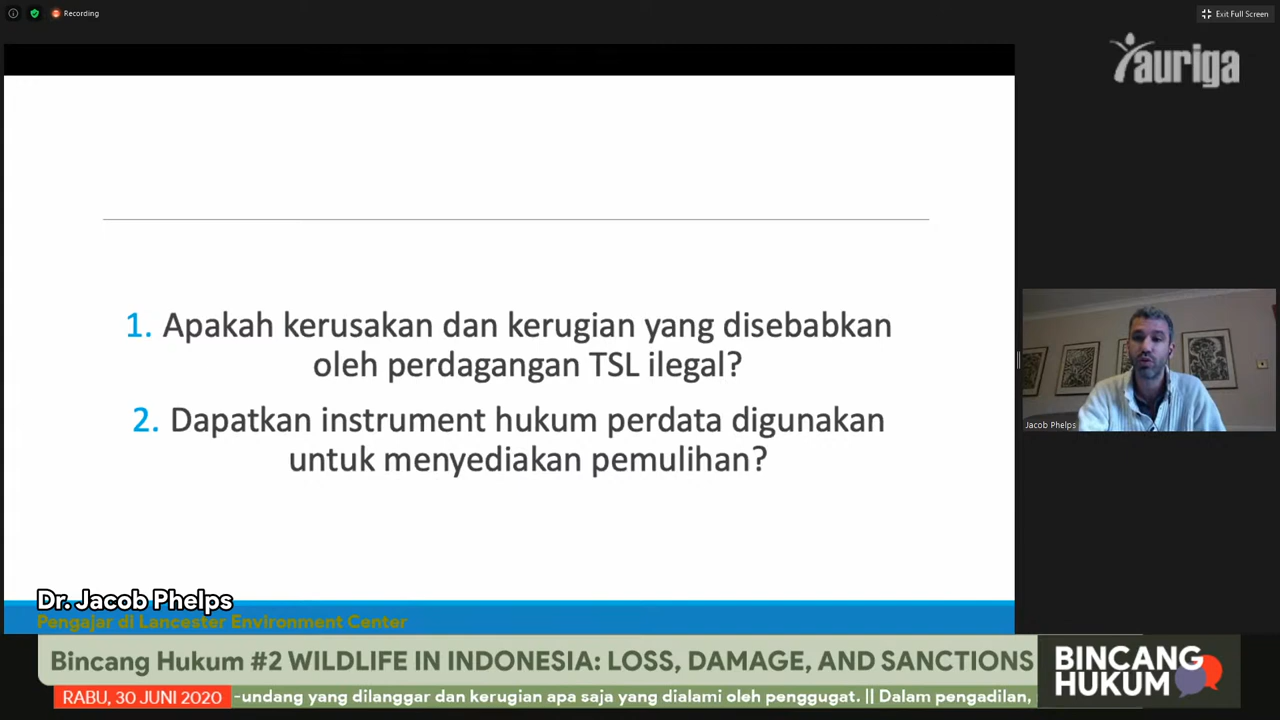 Recording
Exit Full Screen
auriga
1. Apakah kerusakan dan kerugian yang disebabkan
oleh perdagangan TSL ilegal?
2. Dapatkan instrument hukum perdata digunakan
untuk menyediakan pemulihan?
Jacob Phelps
Dr. Jacob Phelps
Pengajar di Lancester Environment Center
Bincang Hukum #2 WILDLIFE IN INDONESIA: LOSS, DAMAGE, AND SANCTIONS
BINCANG
HUKUM
RABU, 30 JUNI 2020 -undang yang dilanggar dan kerugian apa saja yang dialami oleh penggugat. || Dalam pengadilan,